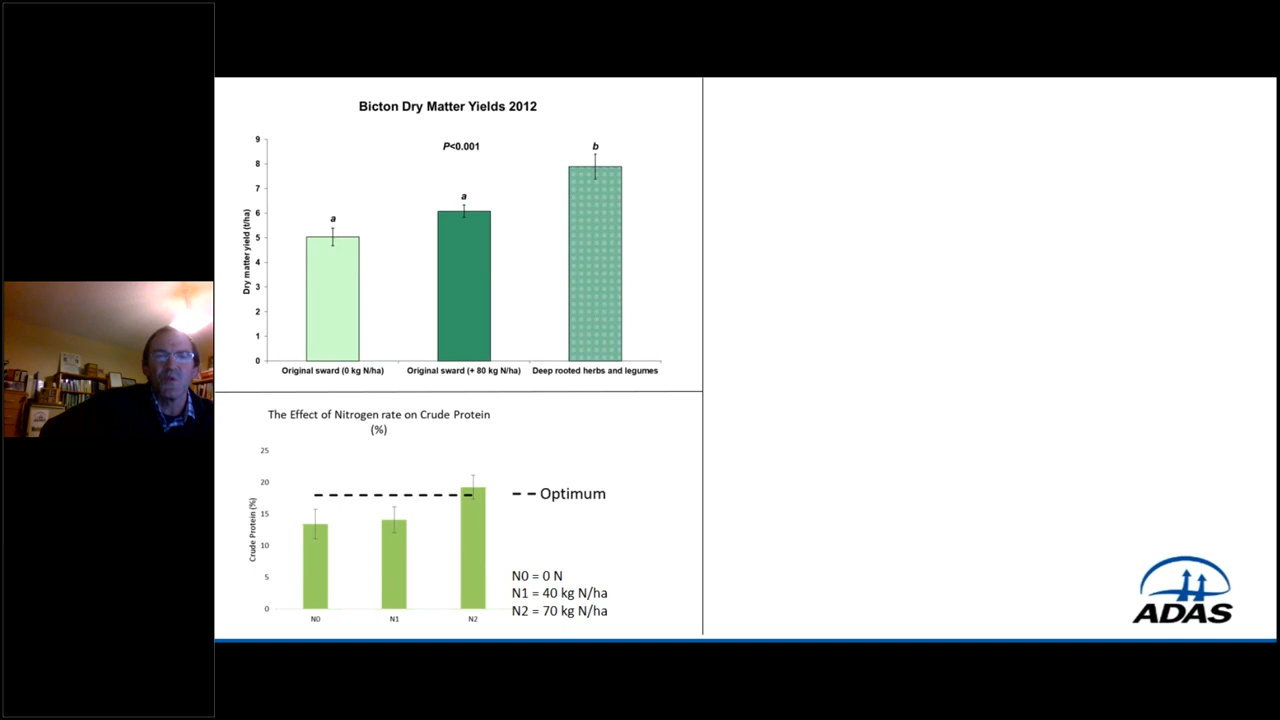 Bicton Dry Matter Yields 2012
P<0.001
Dry matter yield (t/ha)
9
8
7
6
5
4
3
2
1
0
a
a
b
Original sward (0 kg N/ha)
Original sward (+ 80 kg N/ha)
Deep rooted herbs and legumes
The Effect of Nitrogen rate on Crude Protein
(%)
Crude Protein (%)
25
20
15
10
5
0
N0
N1
N2
Optimum
N0 = 0 N
N1 = 40 kg N/ha
N2 = 70 kg N/ha
ADAS